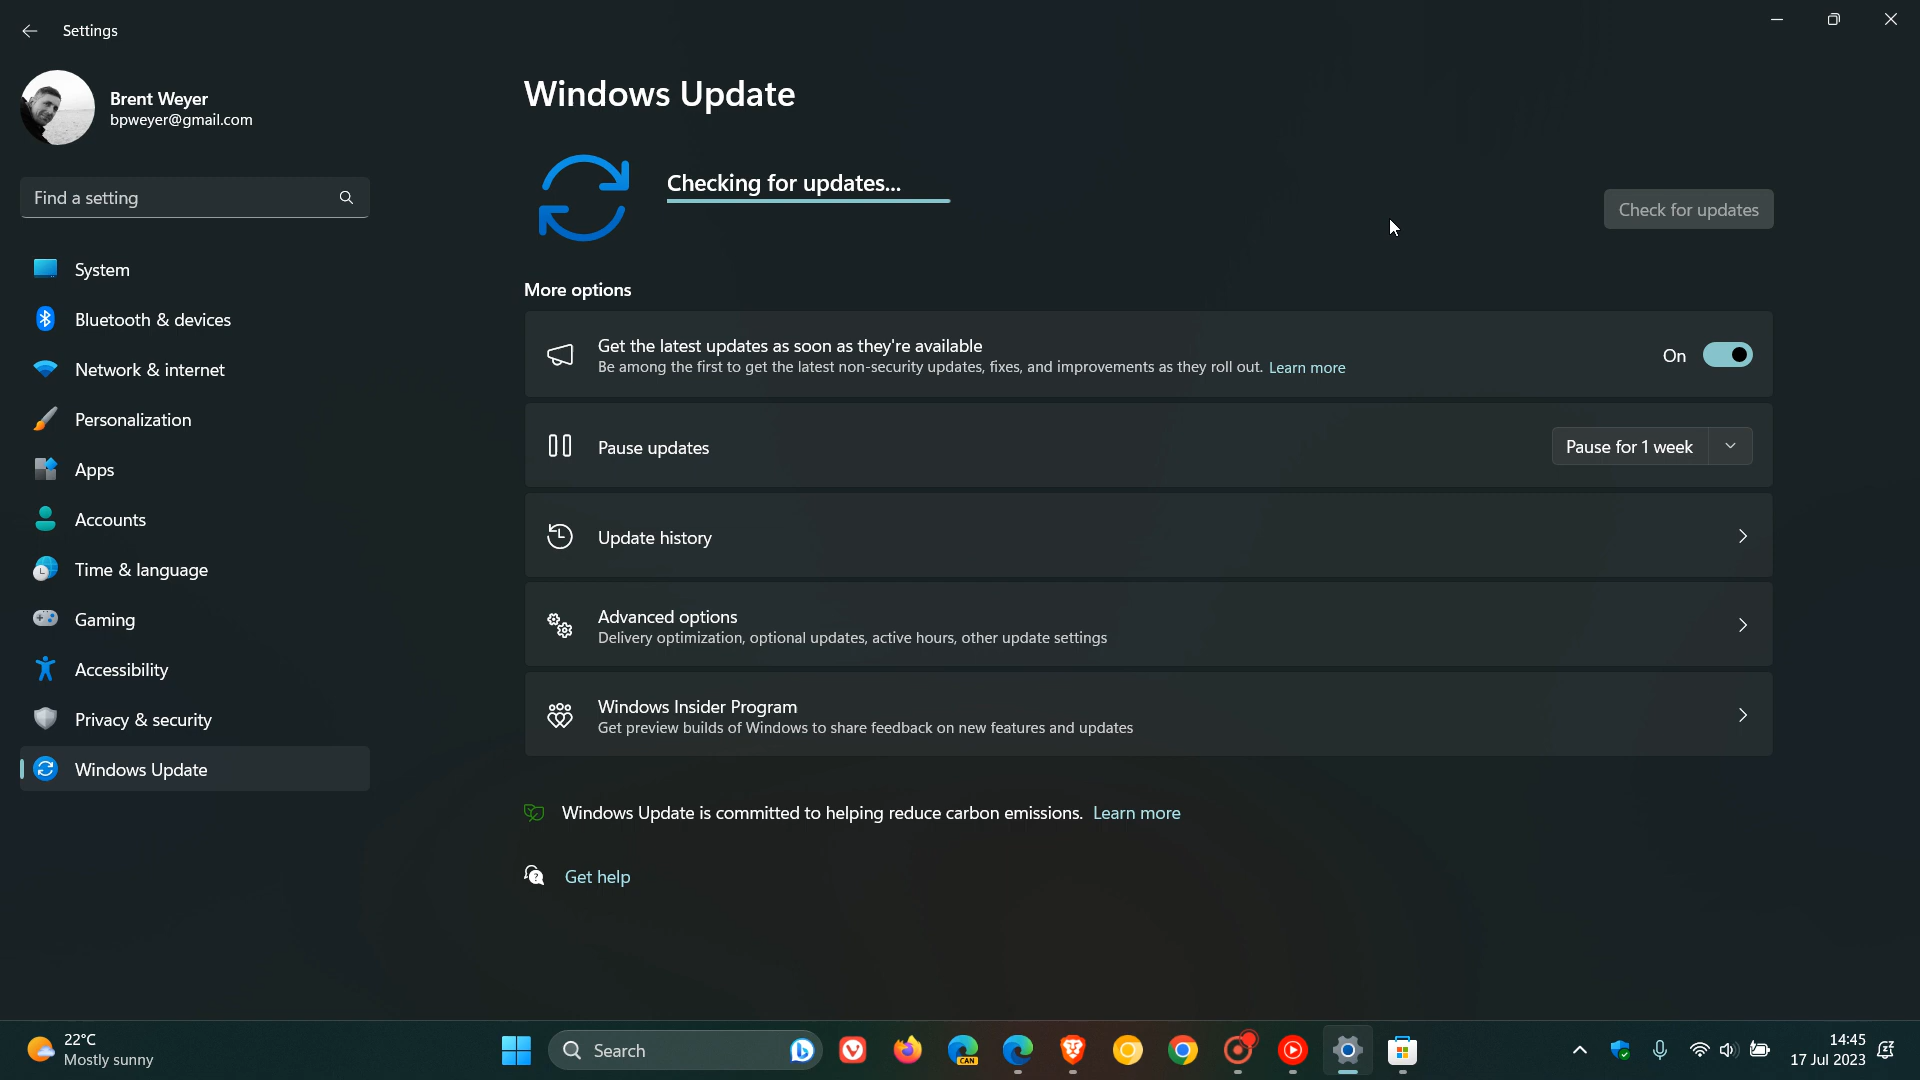 Settings
Brent Weyer
bpweyer@gmail.com
Find a setting
System
Bluetooth & devices
Network & internet
Personalization
Apps
Accounts
Time & language
Gaming
Accessibility
Privacy & security
Windows Update
Windows Update
Checking for updates...
Check for updates
More options
Get the latest updates as soon as they're available
Be among the first to get the latest non-security updates, fixes, and improvements as they roll out. Learn more
On
Pause updates
Pause for 1 week
Update history
Advanced options
Delivery optimization, optional updates, active hours, other update settings
Windows Insider Program
Get preview builds of Windows to share feedback on new features and updates
Windows Update is committed to helping reduce carbon emissions. Learn more
Get help
22°C
Mostly sunny
Search
CAN
14:45
17 Jul 2023